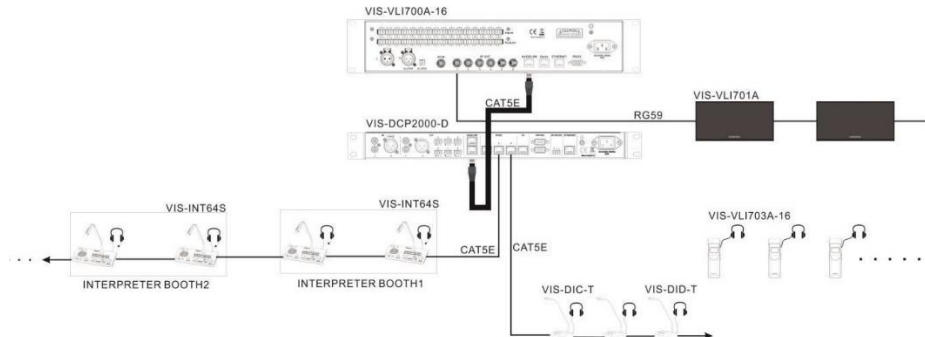 VIS-VLI700A-16
CAT5E
VIS-VLI701A
RG59
VIS-DCP2000-D
VIS-INT64S
VIS-INT64S
VIS-VLI703A-16
CAT5E
CAT5E
INTERPRETER BOOTH2
INTERPRETER BOOTH1
VIS-DIC-T
VIS-DID-T